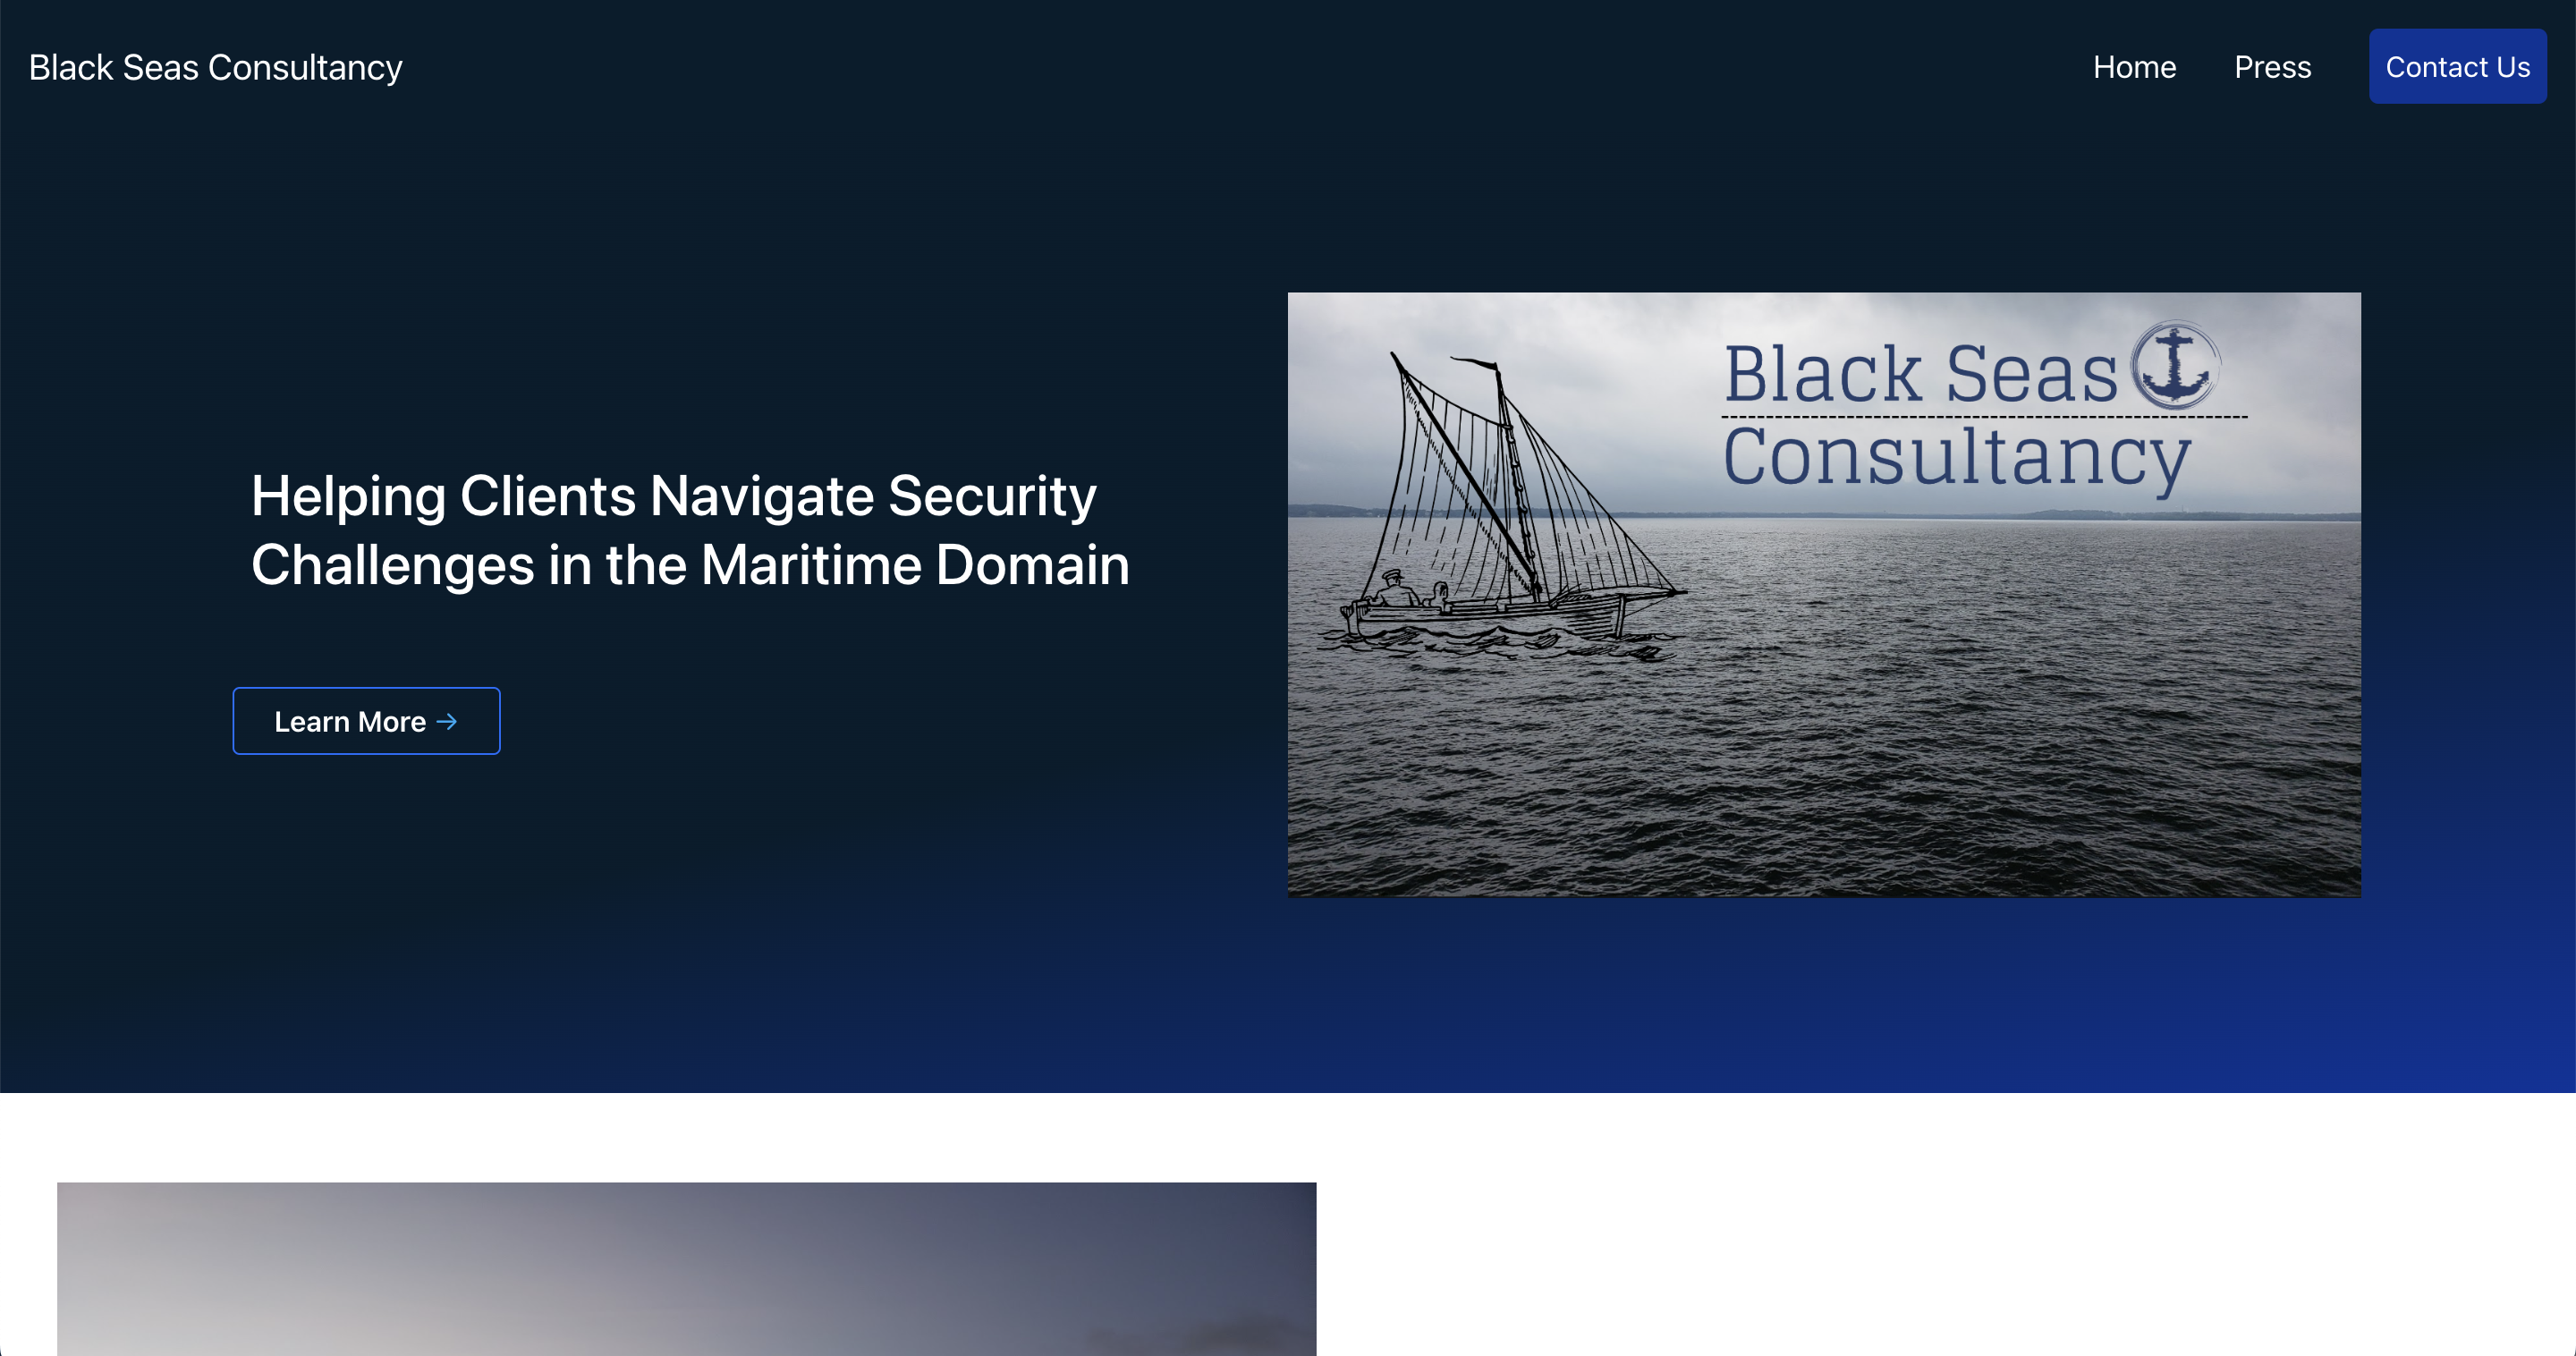 Black Seas Consultancy
Home
Press
Contact Us
Helping Clients Navigate Security
Challenges in the Maritime Domain
Learn More →
Black Seas
Consultancy